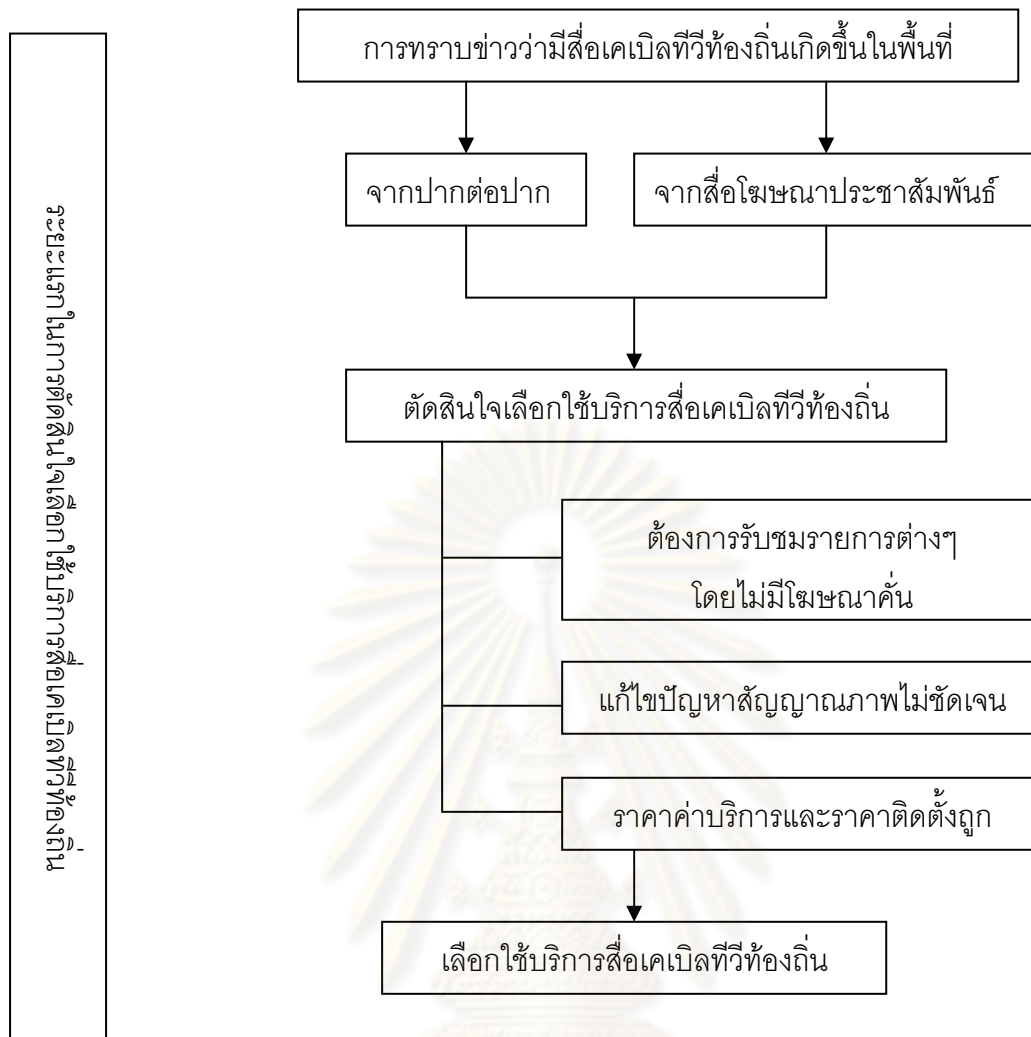 การทราบข่าวว่ามีสื่อเคเบิลทีวีท้องถิ่นเกิดขึ้นในพื้นที่
จากปากต่อปาก
จากสื่อโฆษณาประชาสัมพันธ์
ระยะแรกในการตัดสินใจเลือกใช้บริการสื่อเคเบิลทีวีท้องถิ่น
ตัดสินใจเลือกใช้บริการสื่อเคเบิลทีวีท้องถิ่น
ต้องการรับชมรายการต่างๆ
โดยไม่มีโฆษณาคั่น
แก้ไขปัญหาสัญญาณภาพไม่ชัดเจน
ราคาค่าบริการและราคาติดตั้งถูก
เลือกใช้บริการสื่อเคเบิลทีวีท้องถิ่น